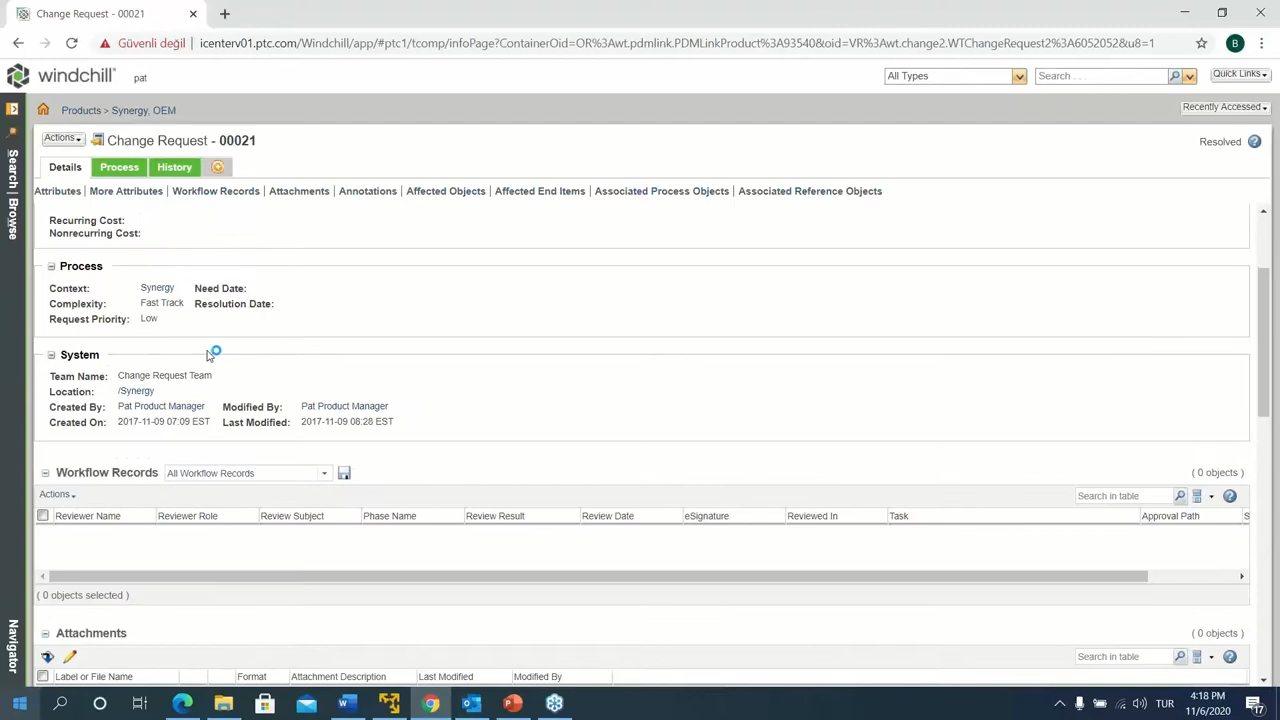 Change Request - 00021
Güvenli değil
icenterv01.ptc.com/Windchill/app/#ptc1/tcomp/infoPage?ContainerOid=OR%3Awt.pdmlink.PDMLinkProduct%3A93540&oid=VR%3Awt.change2.WTChangeRequest2%3A6052052&u8=1
B
windchill®
pat
All Types
Search . . .
Quick Links
Products > Synergy, OEM
Recently Accessed
Actions
Change Request - 00021
Resolved
Details
Process
History
Search | Browse
Attributes | More Attributes | Workflow Records | Attachments | Annotations | Affected Objects | Affected End Items | Associated Process Objects | Associated Reference Objects
Recurring Cost:
Nonrecurring Cost:
Process
Context: Synergy Need Date:
Complexity: Fast Track Resolution Date:
Request Priority: Low
System
Team Name: Change Request Team
Location: /Synergy
Created By: Pat Product Manager Modified By: Pat Product Manager
Created On: 2017-11-09 07:09 EST Last Modified: 2017-11-09 08:28 EST
Workflow Records All Workflow Records ( 0 objects )
Actions Search in table
Reviewer Name Reviewer Role Review Subject Phase Name Review Result Review Date eSignature Reviewed In Task Approval Path S
( 0 objects selected )
Navigator
Attachments ( 0 objects )
Search in table
Label or File Name Format Attachment Description Last Modified Modified By
TUR
4:18 PM
11/6/2020
17